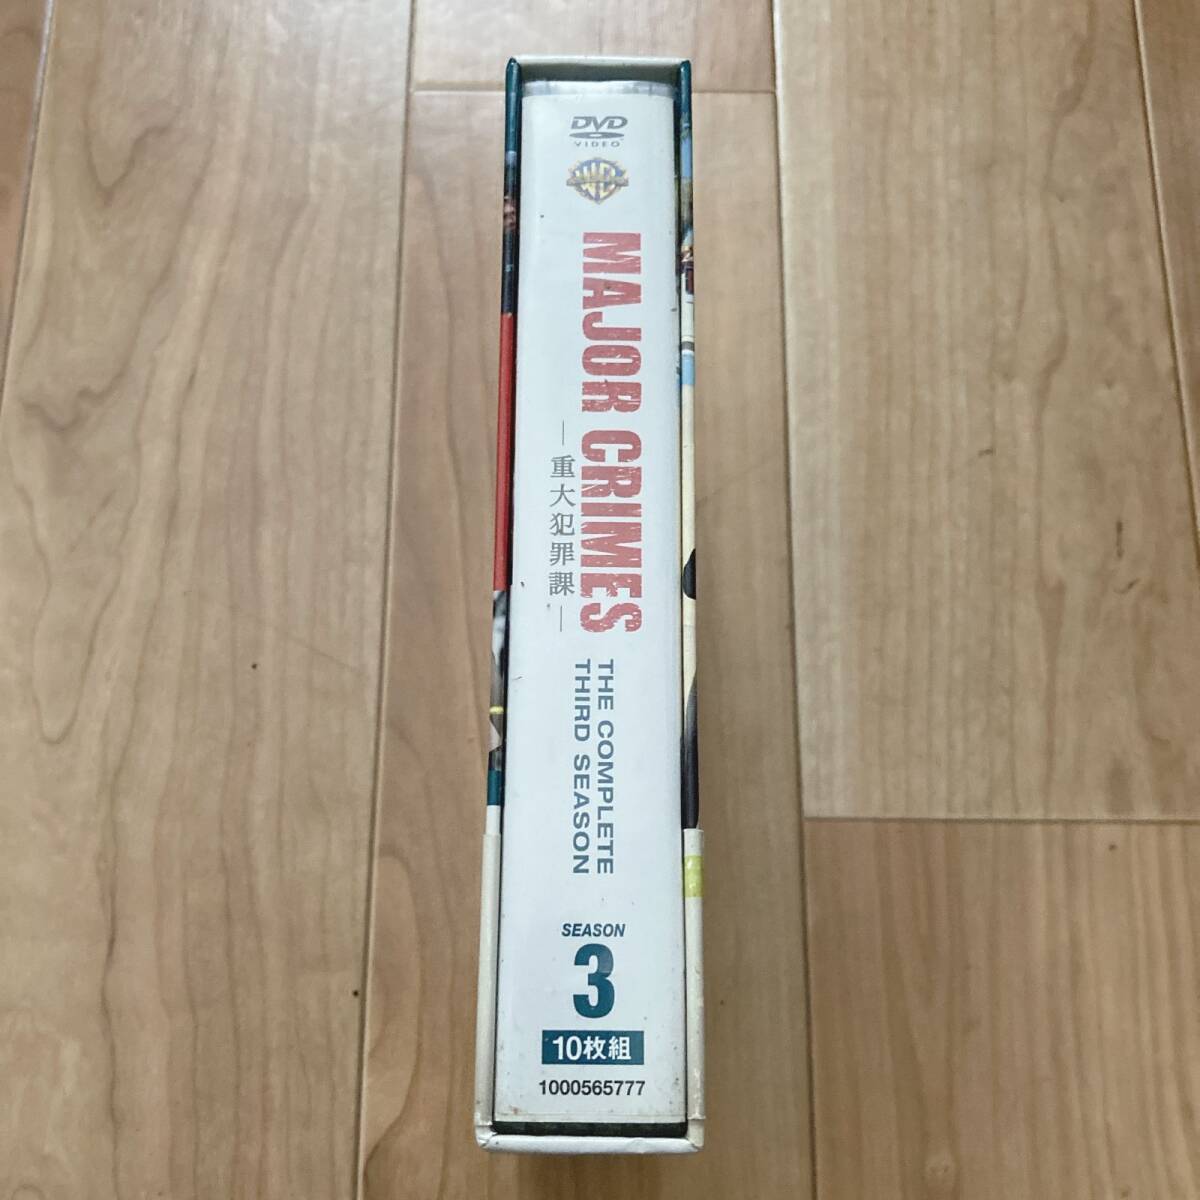 DVD
VIDEO
WB
MAJOR CRIMES
—重大犯罪課—
THE COMPLETE
THIRD SEASON
SEASON
3
10枚組
1000565777